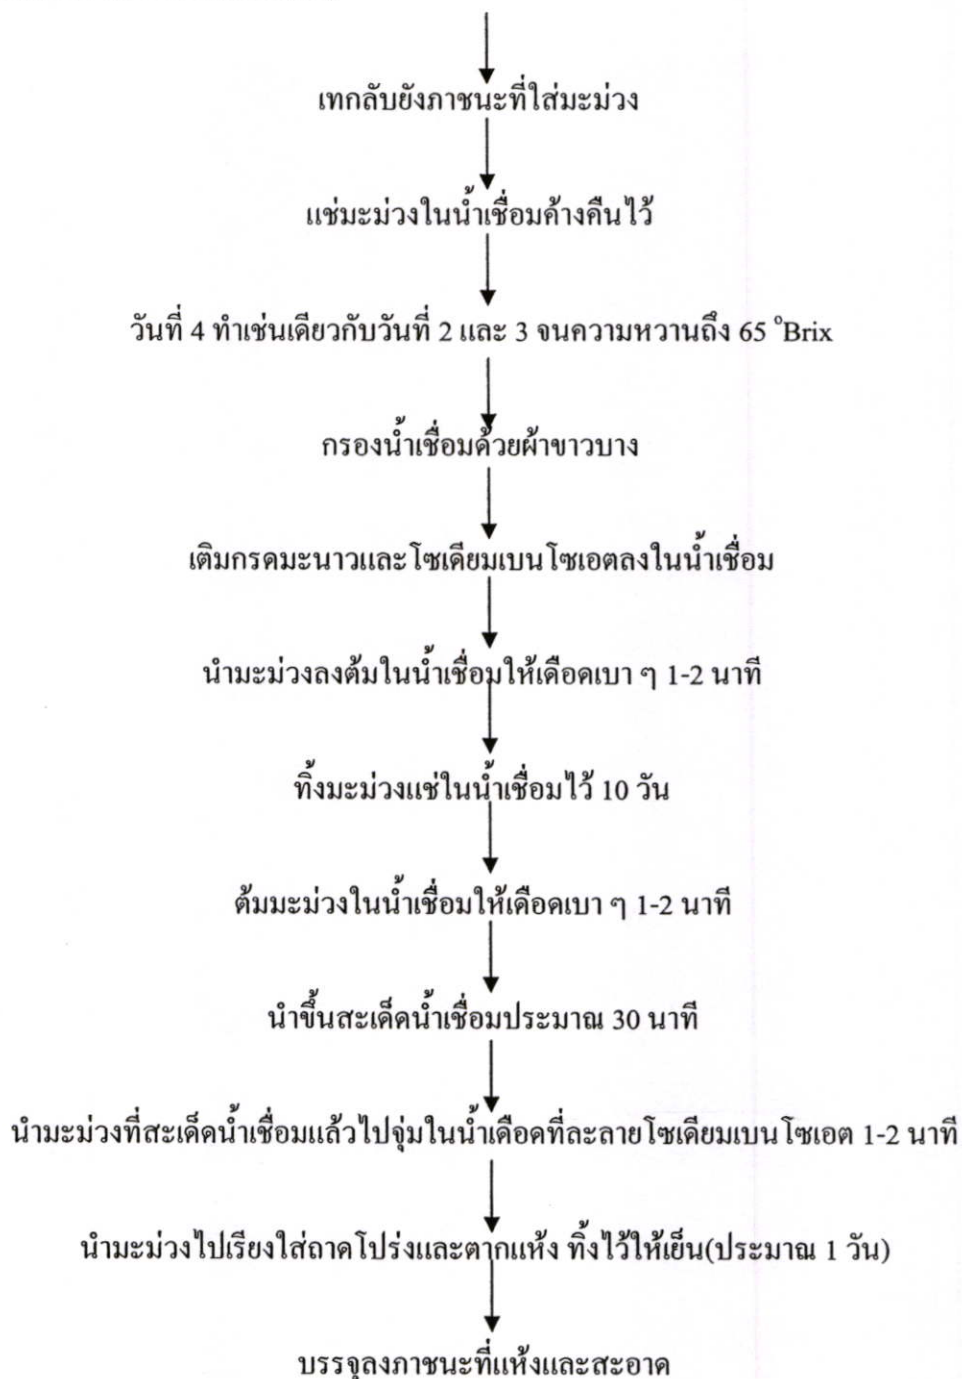 เทกลับยังภาชนะที่ใส่มะม่วง
แช่มะม่วงในน้ำเชื่อมค้างคืนไว้
วันที่ 4 ทำเช่นเดียวกับวันที่ 2 และ 3 จนความหวานถึง 65 °Brix
กรองน้ำเชื่อมด้วยผ้าขาวบาง
เติมกรดมะนาวและโซเดียมเบนโซเอตลงในน้ำเชื่อม
นำมะม่วงลงต้มในน้ำเชื่อมให้เดือดเบา ๆ 1-2 นาที
ทิ้งมะม่วงแช่ในน้ำเชื่อมไว้ 10 วัน
ต้มมะม่วงในน้ำเชื่อมให้เดือดเบา ๆ 1-2 นาที
นำขึ้นสะเด็ดน้ำเชื่อมประมาณ 30 นาที
นำมะม่วงที่สะเด็ดน้ำเชื่อมแล้วไปจุ่มในน้ำเดือดที่ละลายโซเดียมเบนโซเอต 1-2 นาที
นำมะม่วงไปเรียงใส่ถาดโปร่งและตากแห้ง ทิ้งไว้ให้เย็น(ประมาณ 1 วัน)
บรรจุลงภาชนะที่แห้งและสะอาด